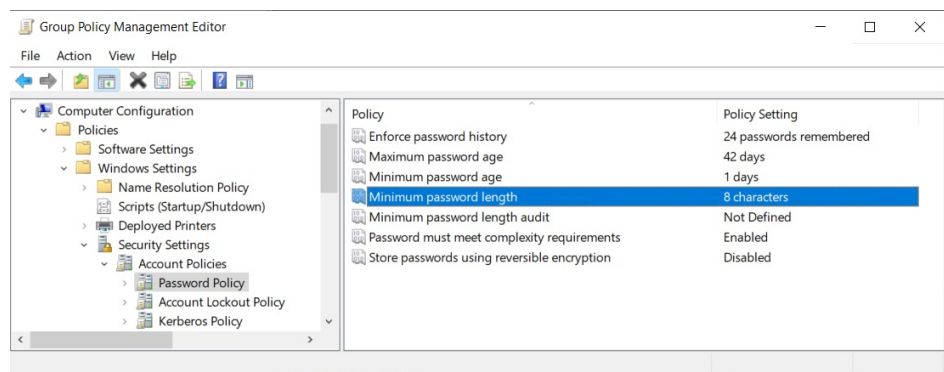 Group Policy Management Editor
File Action View Help
Computer Configuration
Policies
Software Settings
Windows Settings
Name Resolution Policy
Scripts (Startup/Shutdown)
Deployed Printers
Security Settings
Account Policies
Password Policy
Account Lockout Policy
Kerberos Policy
Policy Policy Setting
Enforce password history 24 passwords remembered
Maximum password age 42 days
Minimum password age 1 days
Minimum password length 8 characters
Minimum password length audit Not Defined
Password must meet complexity requirements Enabled
Store passwords using reversible encryption Disabled